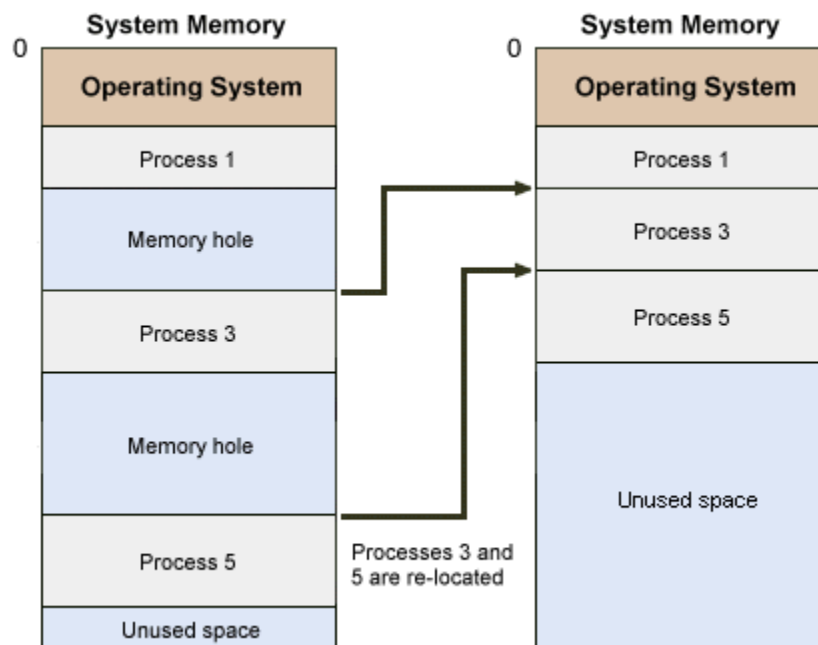 System Memory
0
Operating System
Process 1
Memory hole
Process 3
Memory hole
Process 5
Unused space
Processes 3 and
5 are re-located
System Memory
0
Operating System
Process 1
Process 3
Process 5
Unused space